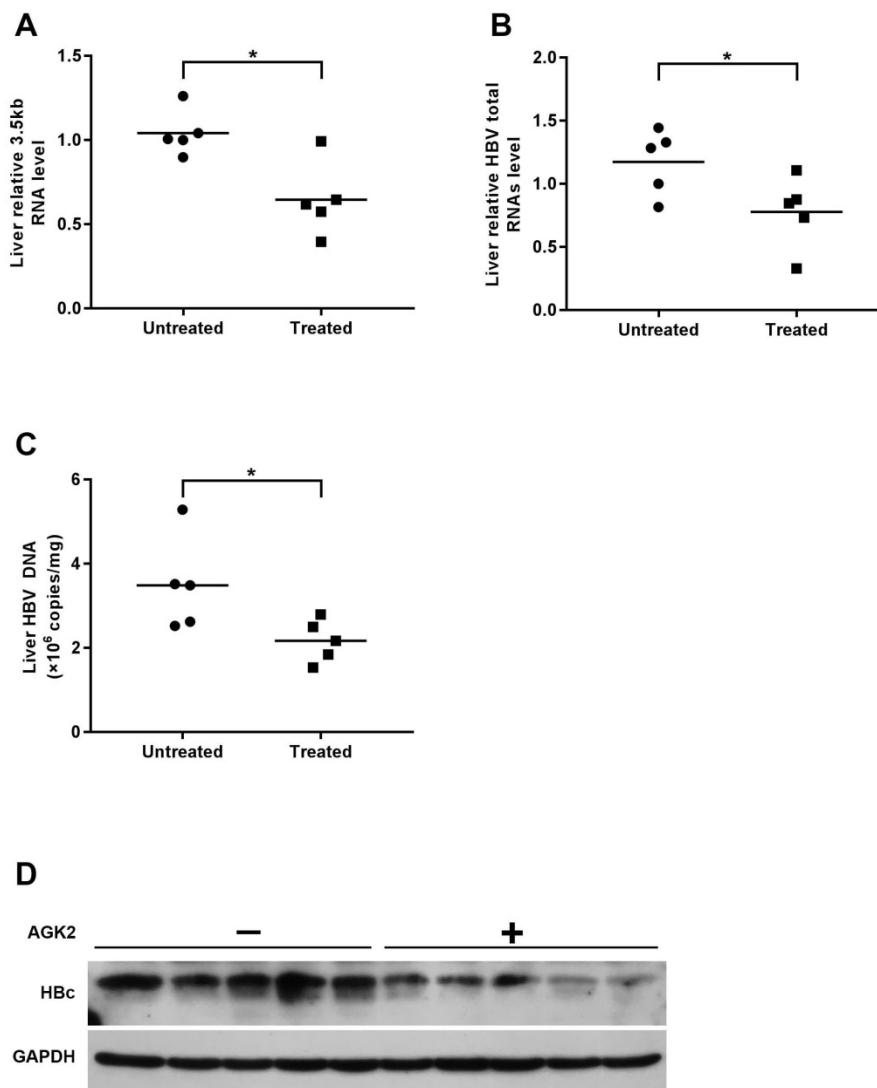 A
*
Liver relative 3.5kb
RNA level
1.5
1.0
0.5
0.0
Untreated
Treated
B
*
Liver relative HBV total
RNAs level
2.0
1.5
1.0
0.5
0.0
Untreated
Treated
C
*
Liver HBV DNA
(×10⁶ copies/mg)
6
4
2
0
Untreated
Treated
D
AGK2
−
+
HBc
GAPDH